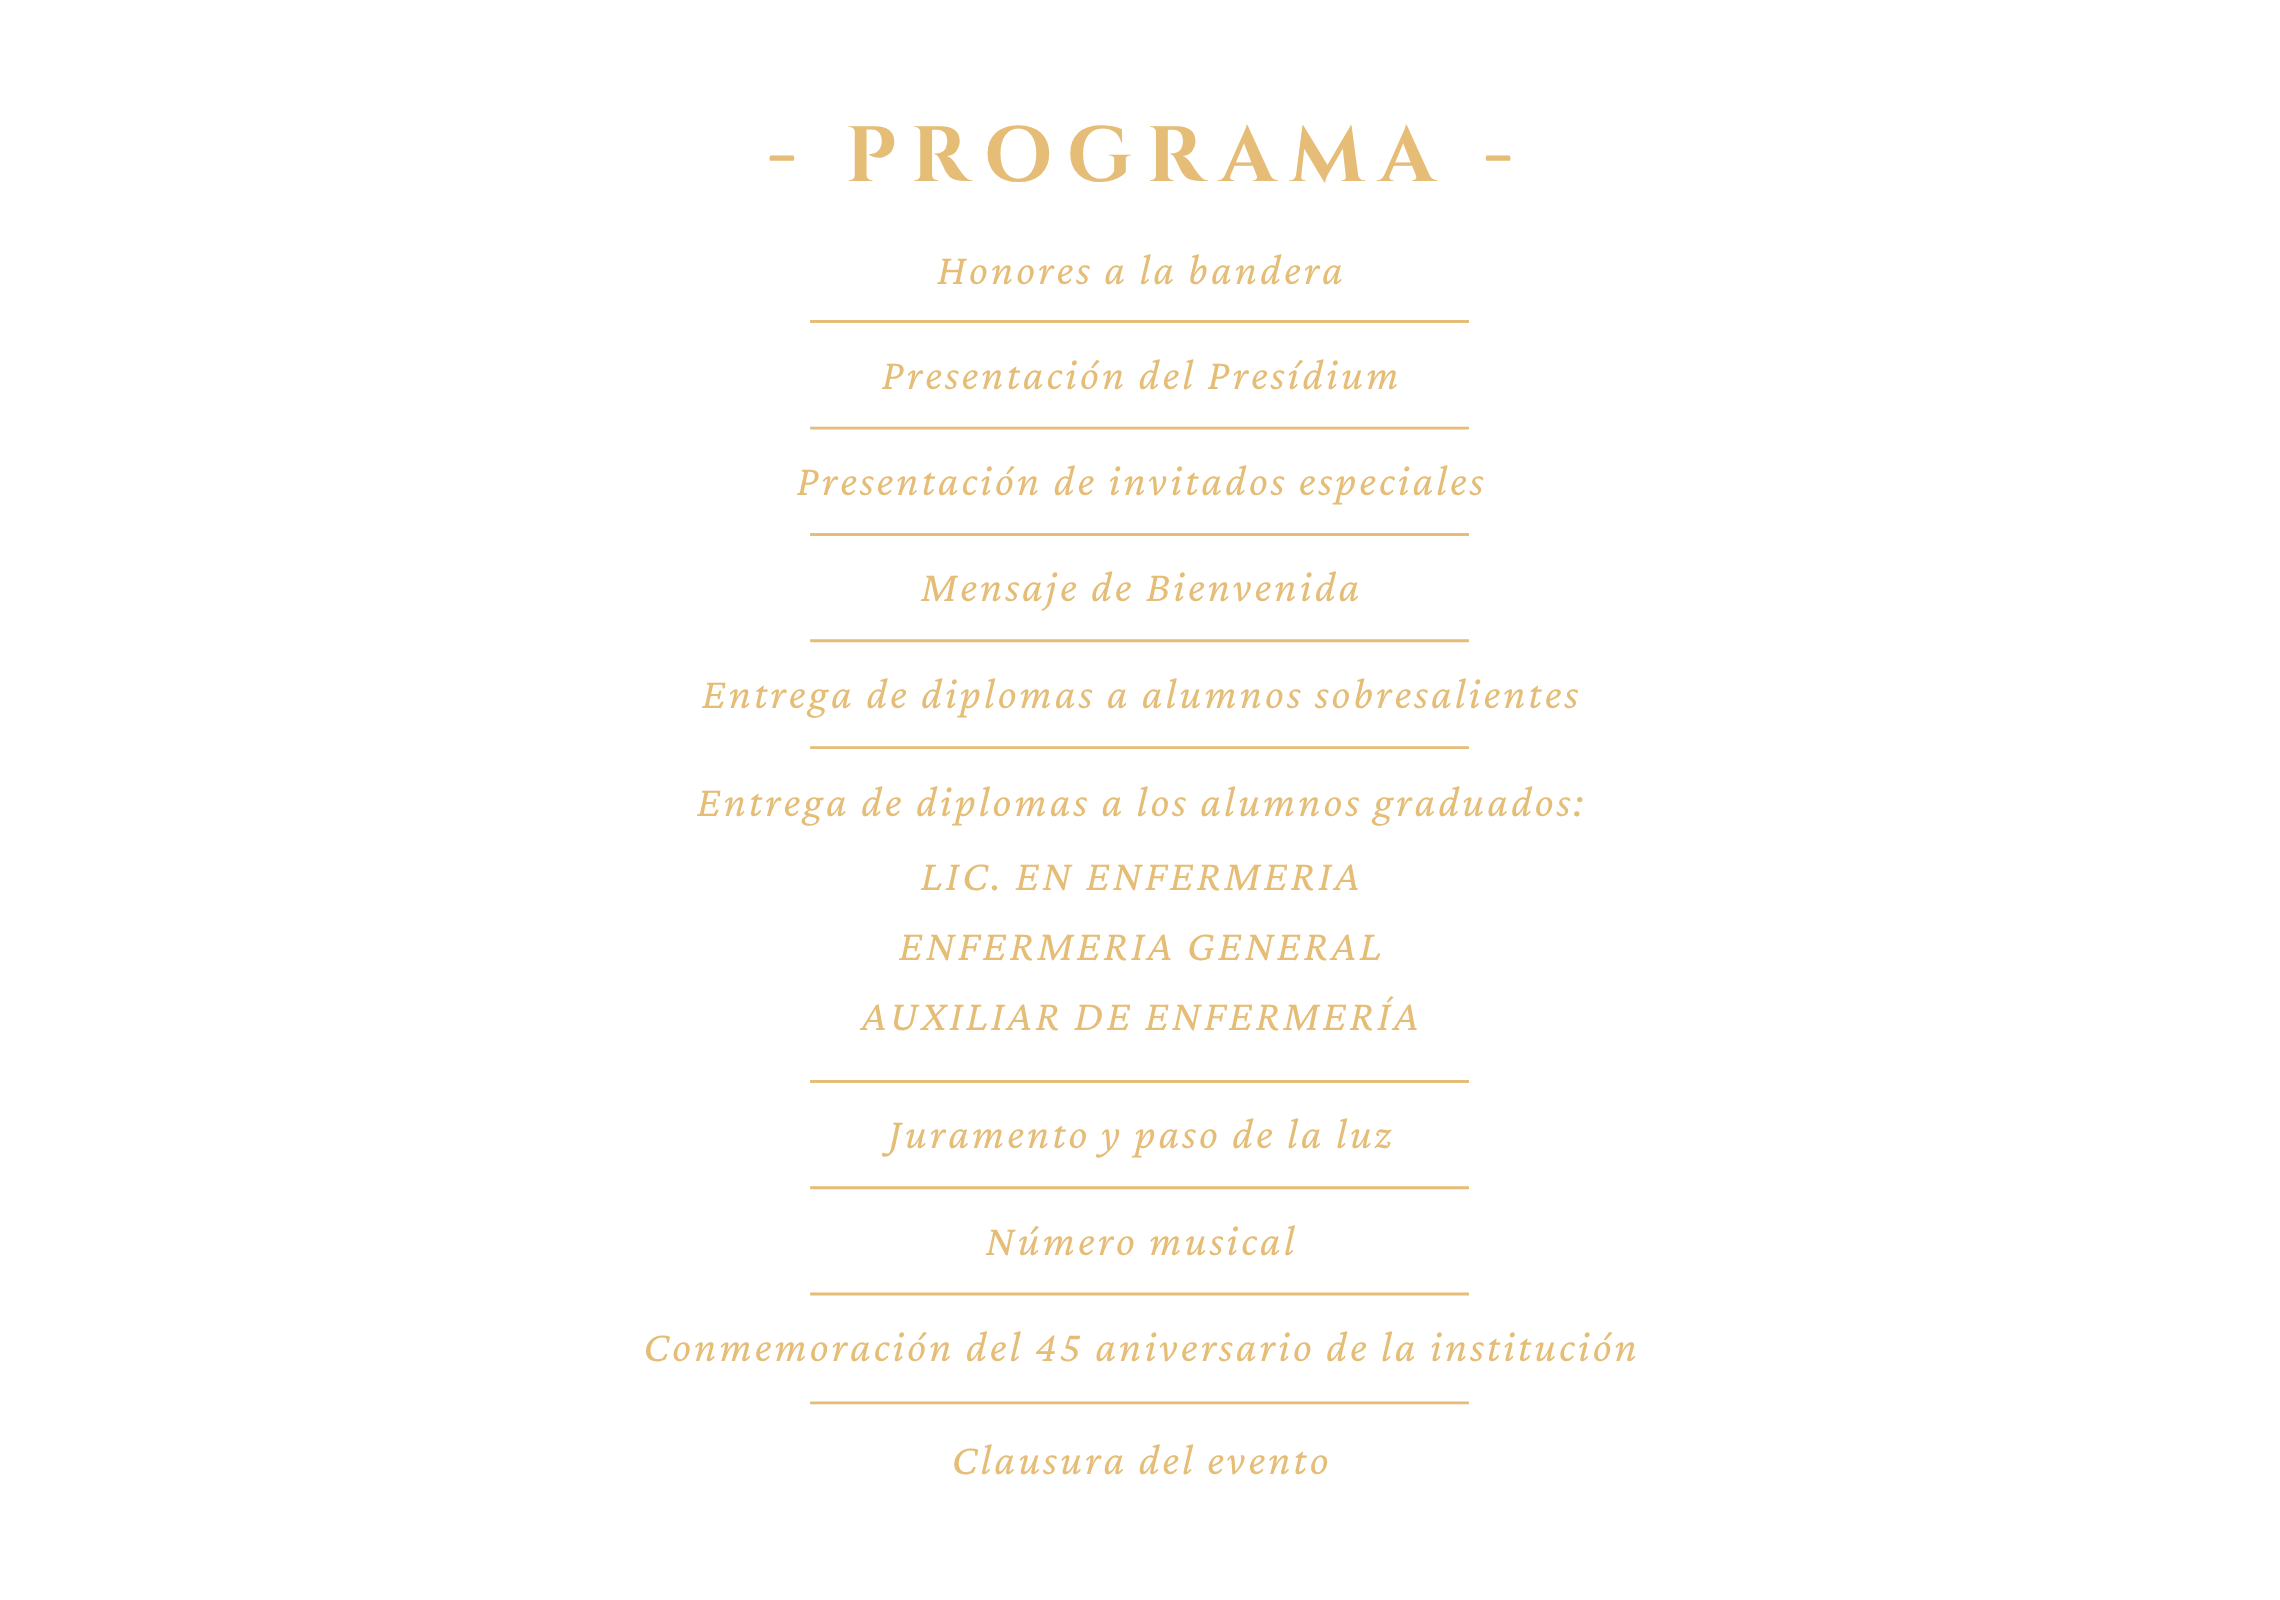 - PROGRAMA -
Honores a la bandera
Presentación del Presídium
Presentación de invitados especiales
Mensaje de Bienvenida
Entrega de diplomas a alumnos sobresalientes
Entrega de diplomas a los alumnos graduados:
LIC. EN ENFERMERIA
ENFERMERIA GENERAL
AUXILIAR DE ENFERMERÍA
Juramento y paso de la luz
Número musical
Conmemoración del 45 aniversario de la institución
Clausura del evento